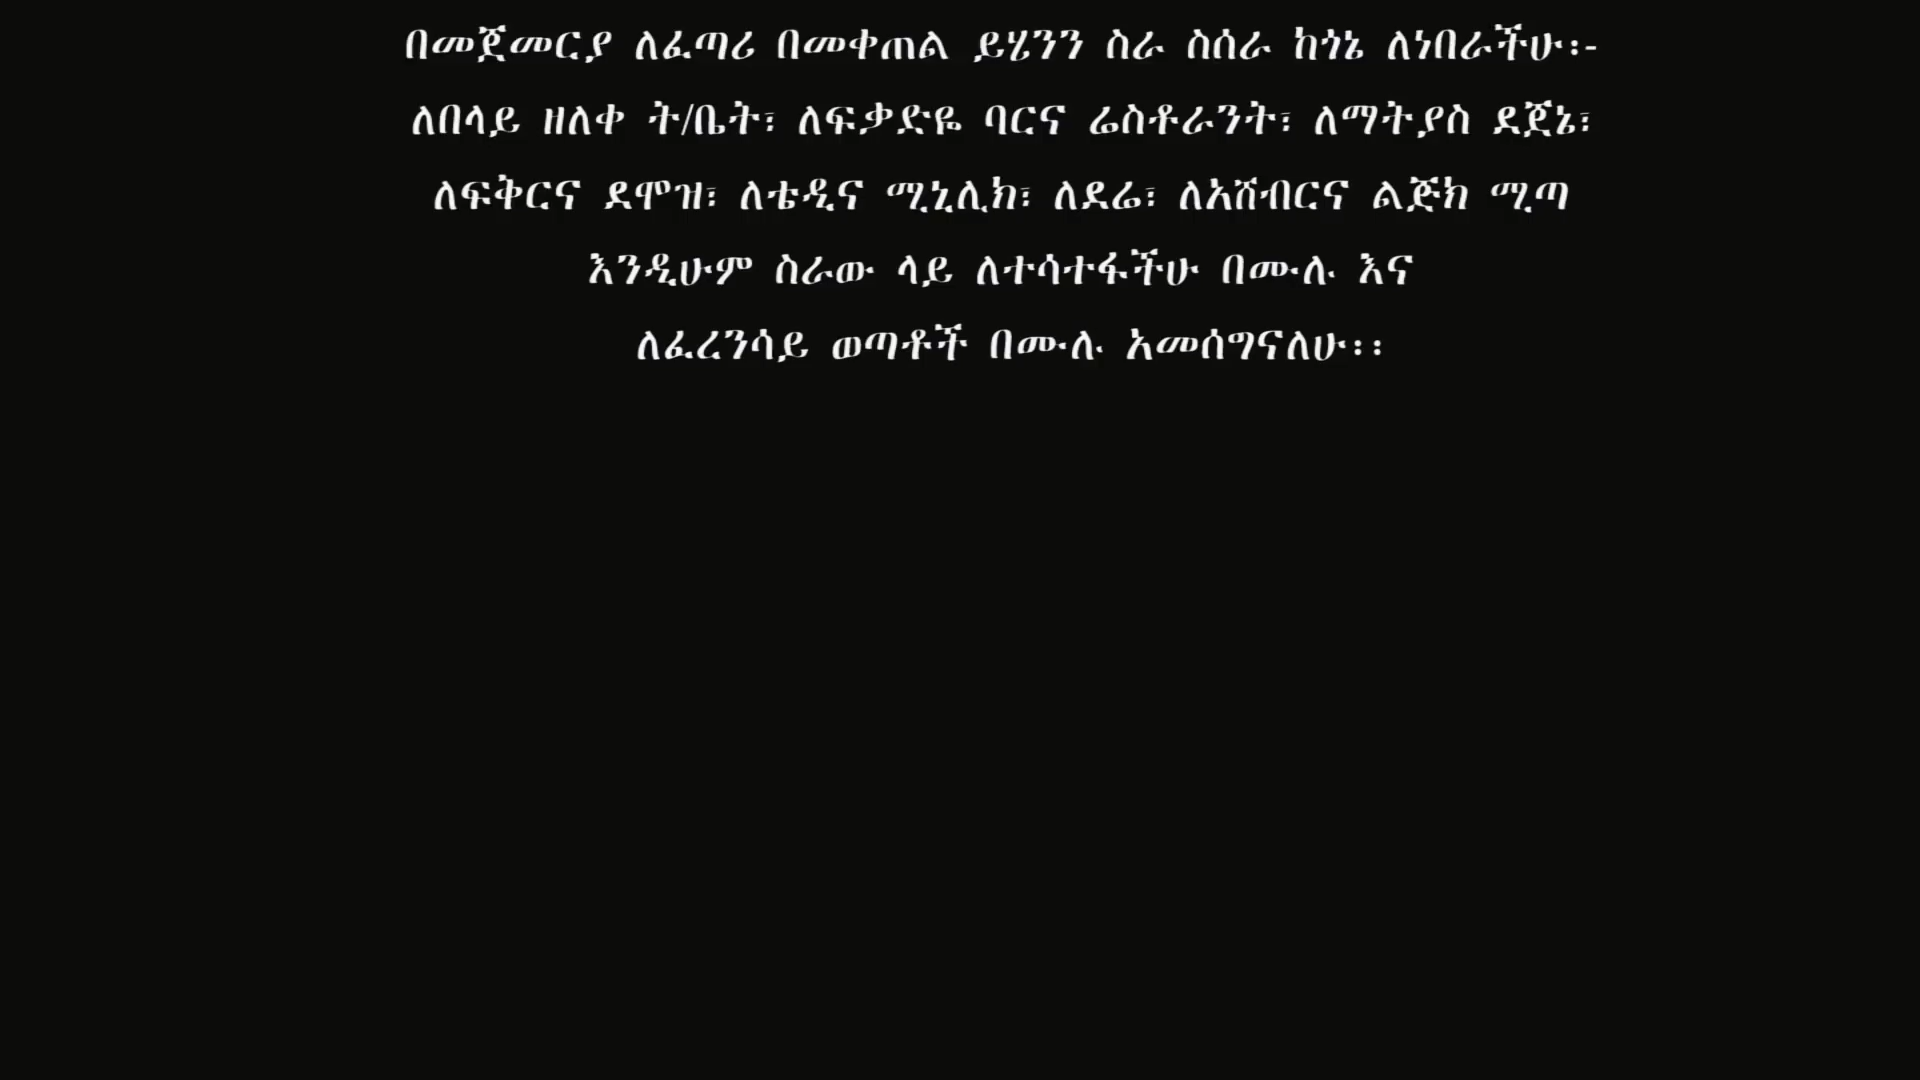 በመጀመርያ ለፈጣሪ በመቀጠል ይሄንን ስራ ስሰራ ከጎኔ ለነበራችሁ፡-
ለበላይ ዘለቀ ት/ቤት፣ ለፍቃድዬ ባርና ሬስቶራንት፣ ለማትያስ ደጀኔ፣
ለፍቅርና ደሞዝ፣ ለቴዲና ሚኒሊክ፣ ለደሬ፣ ለአሸብርና ልጅክ ሚጣ
እንዲሁም ስራው ላይ ለተሳተፋችሁ በሙሉ እና
ለፈረንሳይ ወጣቶች በሙሉ አመሰግናለሁ፡፡